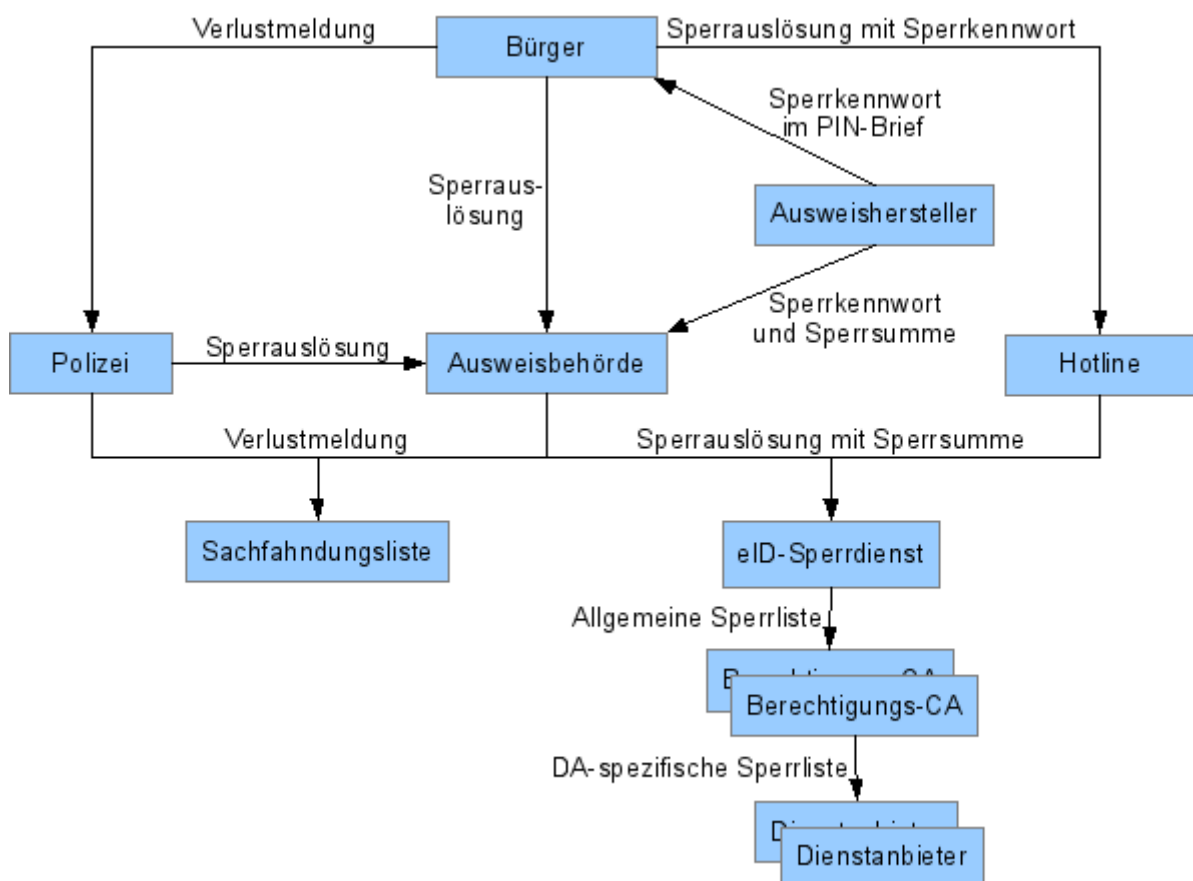 Verlustmeldung
Bürger
Sperrauslösung mit Sperrkennwort
Sperrkennwort
im PIN-Brief
Sperraus-
lösung
Ausweishersteller
Sperrkennwort
und Sperrsumme
Polizei
Sperrauslösung
Ausweisbehörde
Hotline
Verlustmeldung
Sperrauslösung mit Sperrsumme
Sachfahndungsliste
eID-Sperrdienst
Allgemeine Sperrliste
Berechtigungs-CA
DA-spezifische Sperrliste
Dienstanbieter